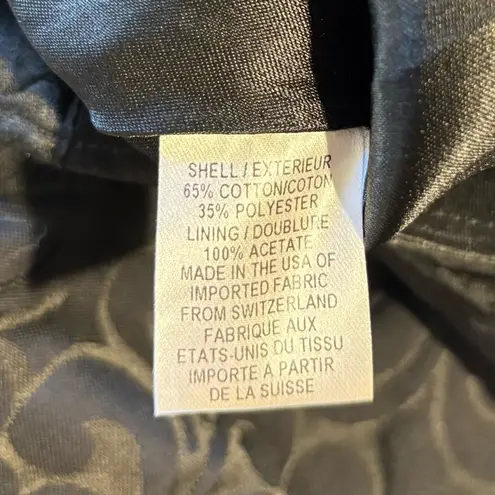 SHELL / EXTERIEUR
65% COTTON/COTON
35% POLYESTER
LINING / DOUBLURE
100% ACETATE
MADE IN THE USA OF
IMPORTED FABRIC
FROM SWITZERLAND
FABRIQUE AUX
ETATS-UNIS DU TISSU
IMPORTE A PARTIR
DE LA SUISSE